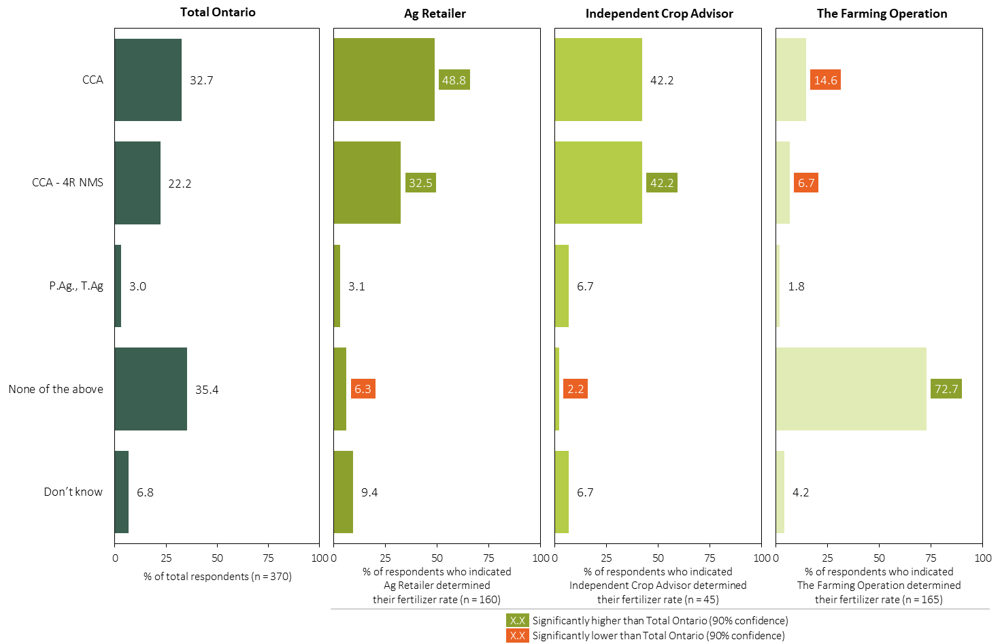 Total Ontario
Ag Retailer
Independent Crop Advisor
The Farming Operation
CCA
32.7
48.8
42.2
14.6
CCA - 4R NMS
22.2
32.5
42.2
6.7
P.Ag., T.Ag
3.0
3.1
6.7
1.8
None of the above
35.4
6.3
2.2
72.7
Don't know
6.8
9.4
6.7
4.2
0 25 50 75 100
0 25 50 75 100
0 25 50 75 100
0 25 50 75 100
% of total respondents (n = 370)
% of respondents who indicated
Ag Retailer determined
their fertilizer rate (n = 160)
% of respondents who indicated
Independent Crop Advisor determined
their fertilizer rate (n = 45)
% of respondents who indicated
The Farming Operation determined
their fertilizer rate (n = 165)
X.X Significantly higher than Total Ontario (90% confidence)
X.X Significantly lower than Total Ontario (90% confidence)